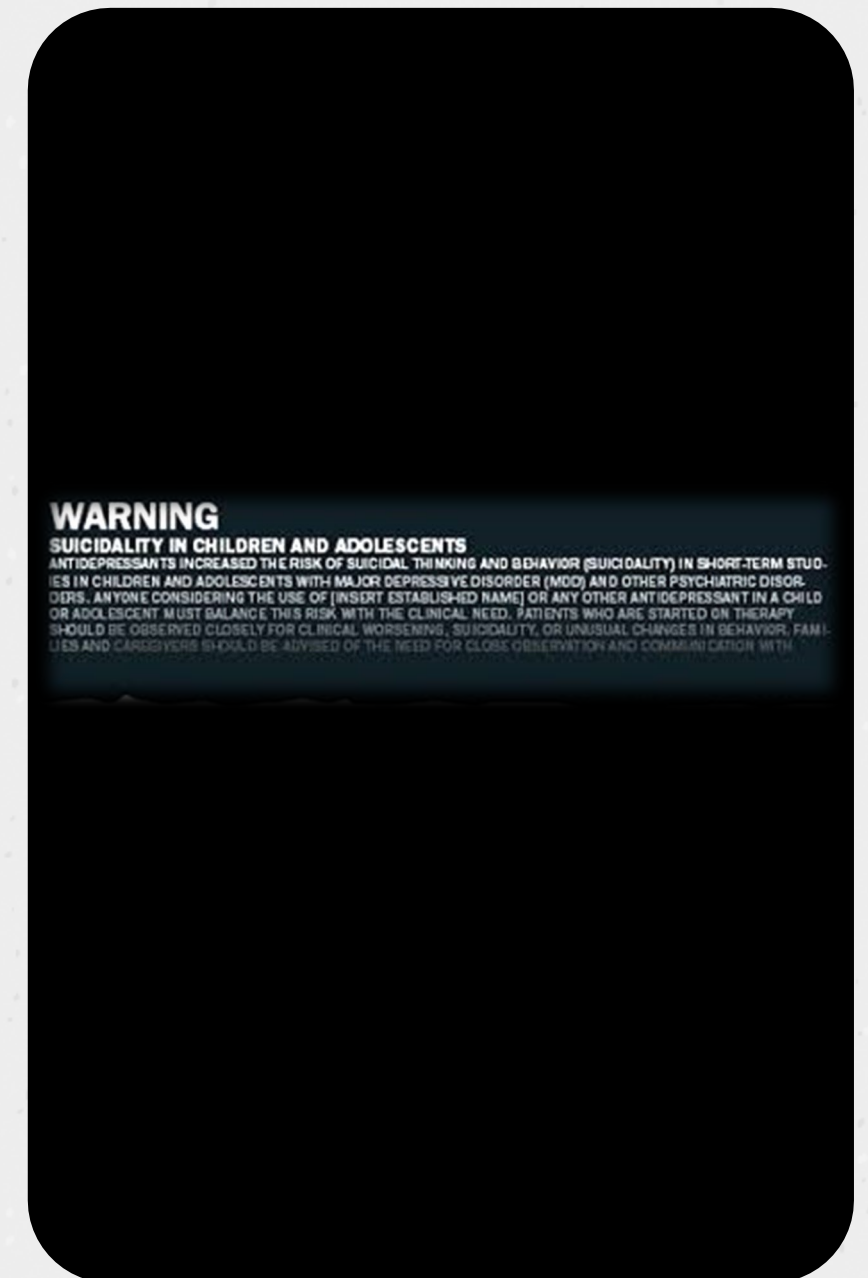 WARNING
SUICIDALITY IN CHILDREN AND ADOLESCENTS
ANTIDEPRESSANTS INCREASED THE RISK OF SUICIDAL THINKING AND BEHAVIOR (SUICIDALITY) IN SHORT-TERM STUD-
IES IN CHILDREN AND ADOLESCENTS WITH MAJOR DEPRESSIVE DISORDER (MDD) AND OTHER PSYCHIATRIC DISOR-
DERS. ANYONE CONSIDERING THE USE OF [INSERT ESTABLISHED NAME] OR ANY OTHER ANTIDEPRESSANT IN A CHILD
OR ADOLESCENT MUST BALANCE THIS RISK WITH THE CLINICAL NEED. PATIENTS WHO ARE STARTED ON THERAPY
SHOULD BE OBSERVED CLOSELY FOR CLINICAL WORSENING, SUICIDALITY, OR UNUSUAL CHANGES IN BEHAVIOR. FAMI-
LIES AND CAREGIVERS SHOULD BE ADVISED OF THE NEED FOR CLOSE OBSERVATION AND COMMUNICATION WITH